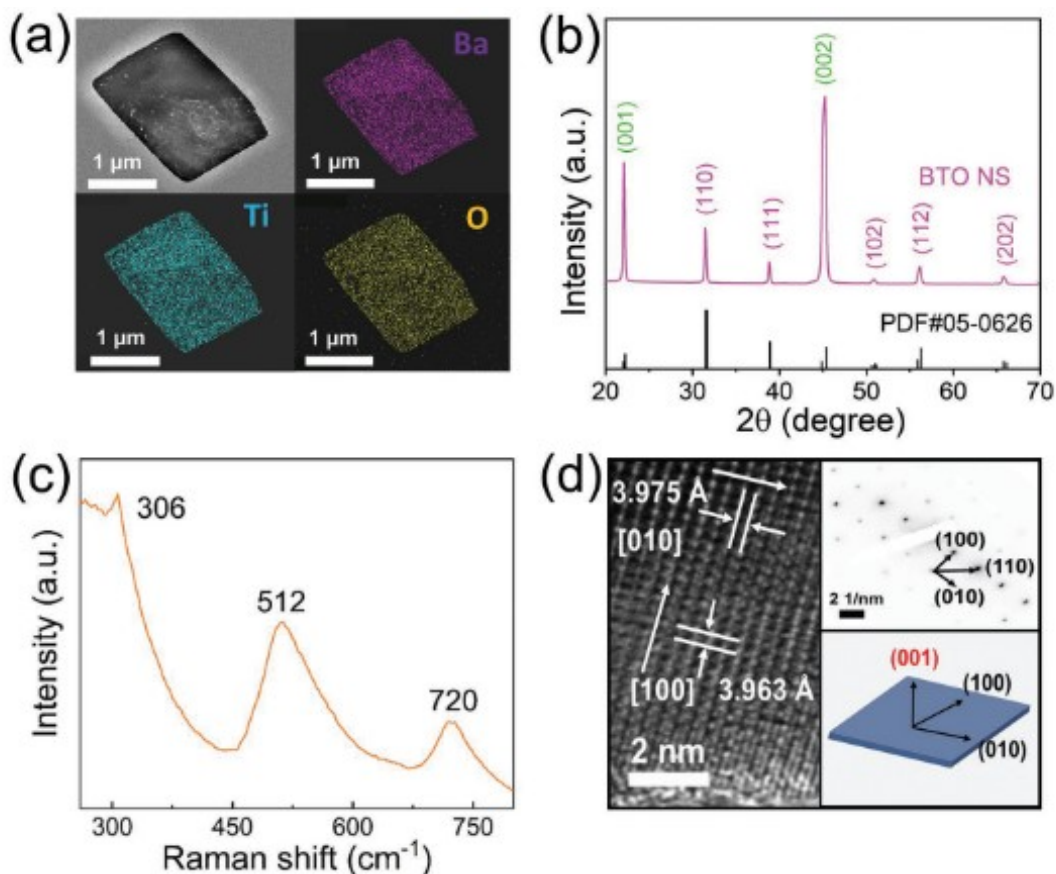 (a)
Ba
1 µm
1 µm
Ti
O
1 µm
1 µm
(b)
Intensity (a.u.)
(001)
(110)
(111)
(002)
(102)
(112)
(202)
BTO NS
PDF#05-0626
20 30 40 50 60 70
2θ (degree)
(c)
Intensity (a.u.)
306
512
720
300 450 600 750
Raman shift (cm⁻¹)
(d)
3.975 Å
[010]
[100]
3.963 Å
2 nm
(100)
(110)
(010)
2 1/nm
(001)
(100)
(010)